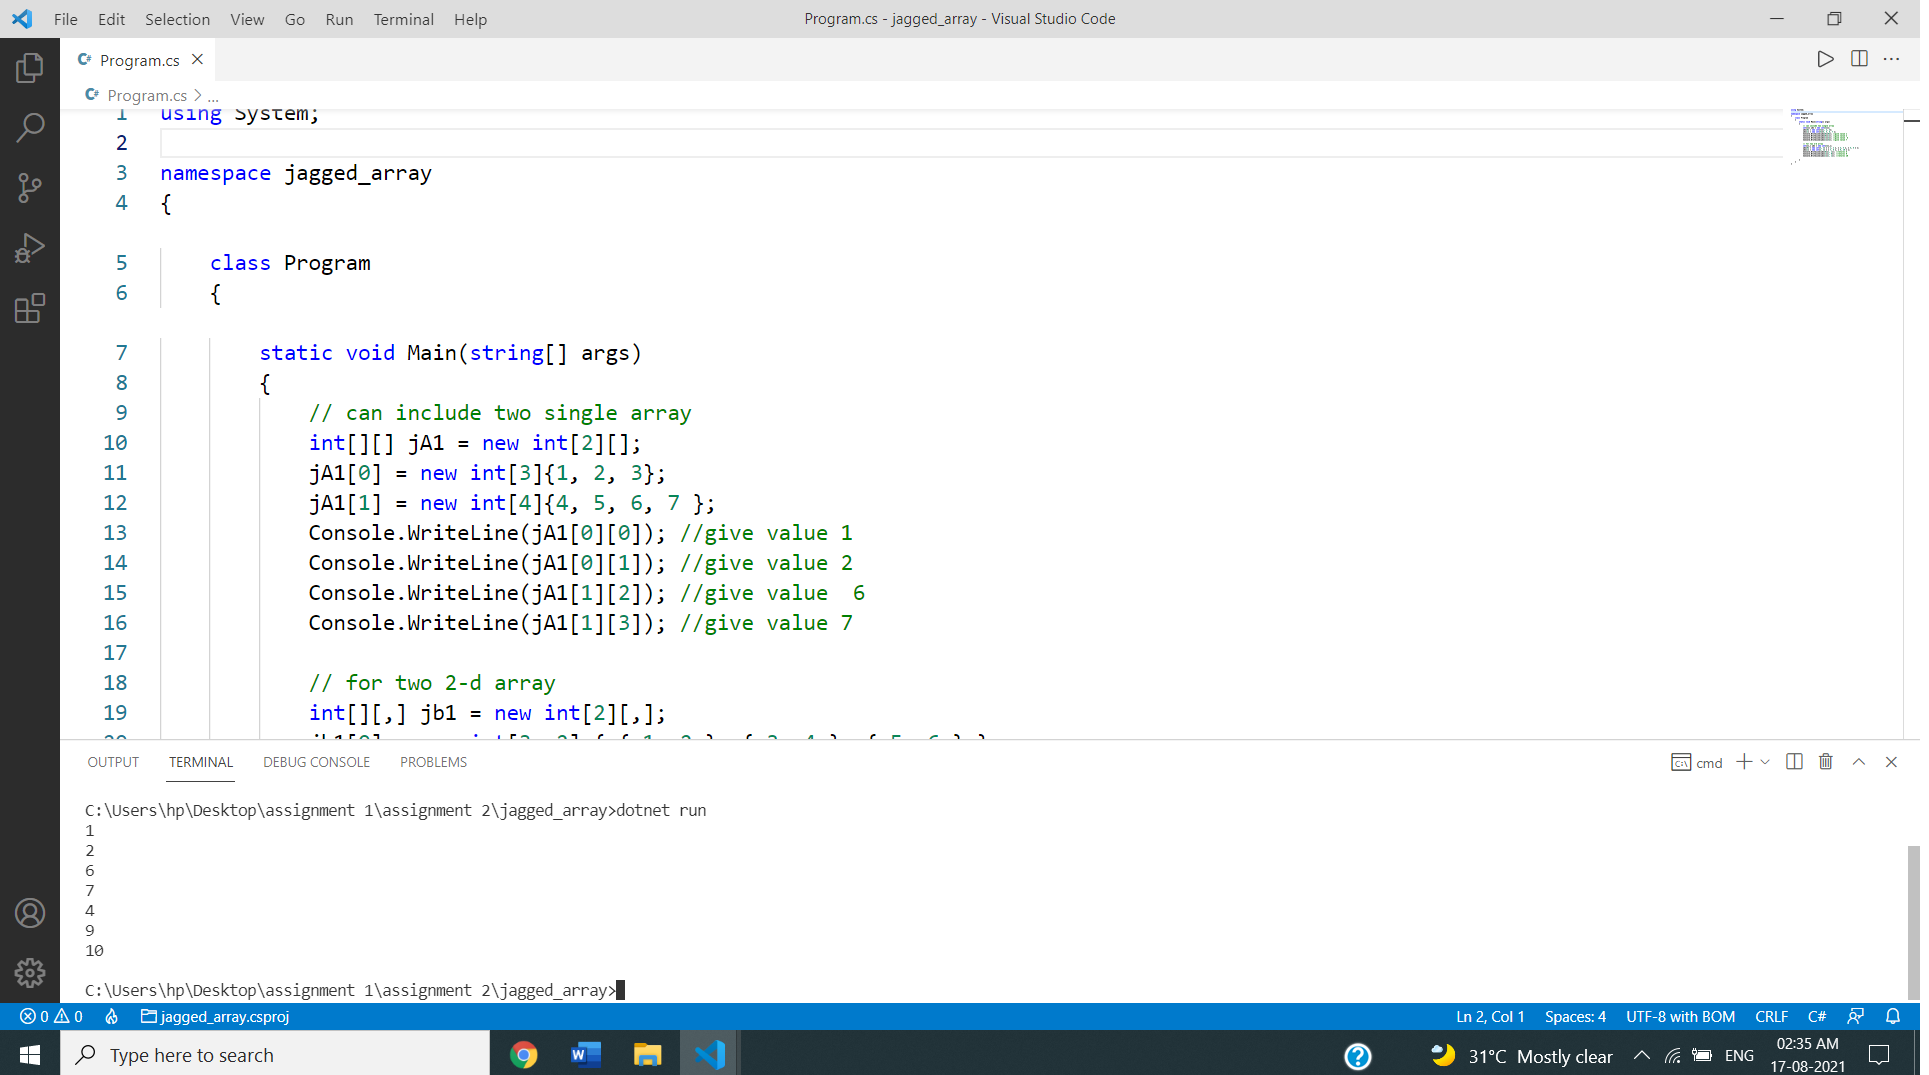 File Edit Selection View Go Run Terminal Help
Program.cs - jagged_array - Visual Studio Code
C# Program.cs
C# Program.cs > ...
1 using System;
2
3 namespace jagged_array
4 {
5 class Program
6 {
7 static void Main(string[] args)
8 {
9 // can include two single array
10 int[][] jA1 = new int[2][];
11 jA1[0] = new int[3]{1, 2, 3};
12 jA1[1] = new int[4]{4, 5, 6, 7 };
13 Console.WriteLine(jA1[0][0]); //give value 1
14 Console.WriteLine(jA1[0][1]); //give value 2
15 Console.WriteLine(jA1[1][2]); //give value  6
16 Console.WriteLine(jA1[1][3]); //give value 7
17
18 // for two 2-d array
19 int[][,] jb1 = new int[2][,];
OUTPUT TERMINAL DEBUG CONSOLE PROBLEMS
cmd
C:\Users\hp\Desktop\assignment 1\assignment 2\jagged_array>dotnet run
1
2
6
7
4
9
10
C:\Users\hp\Desktop\assignment 1\assignment 2\jagged_array>
0 0 jagged_array.csproj
Ln 2, Col 1 Spaces: 4 UTF-8 with BOM CRLF C#
Type here to search
31°C Mostly clear
ENG
02:35 AM
17-08-2021